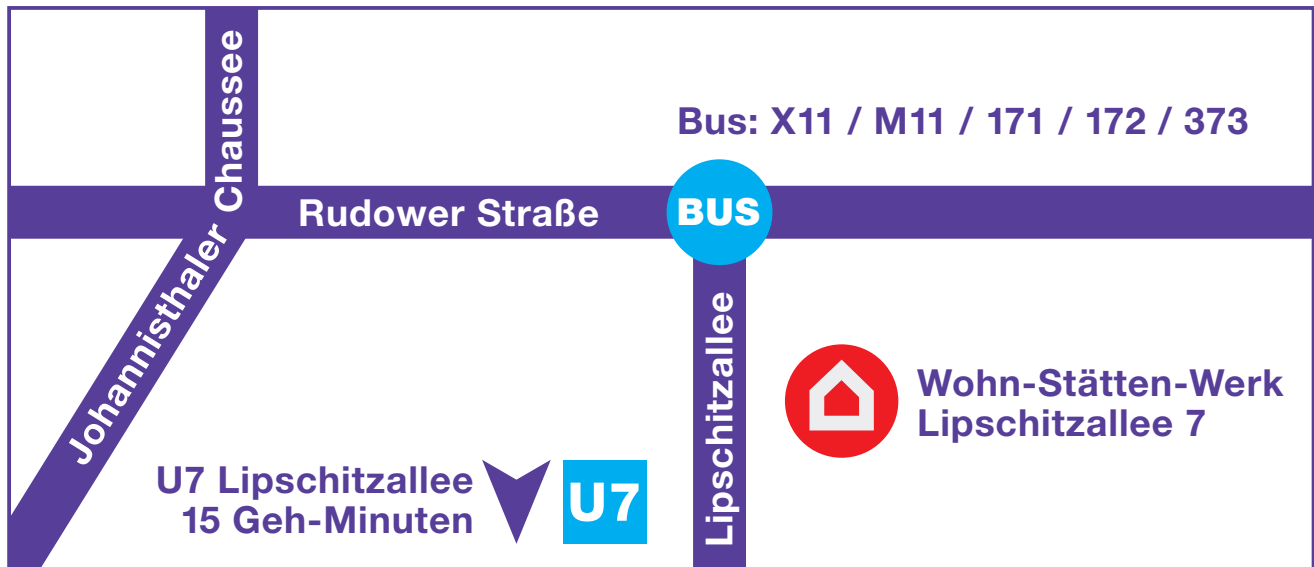 Johannisthaler Chaussee
Bus: X11 / M11 / 171 / 172 / 373
Rudower Straße
BUS
Lipschitzallee
Wohn-Stätten-Werk
Lipschitzallee 7
U7 Lipschitzallee
15 Geh-Minuten
U7